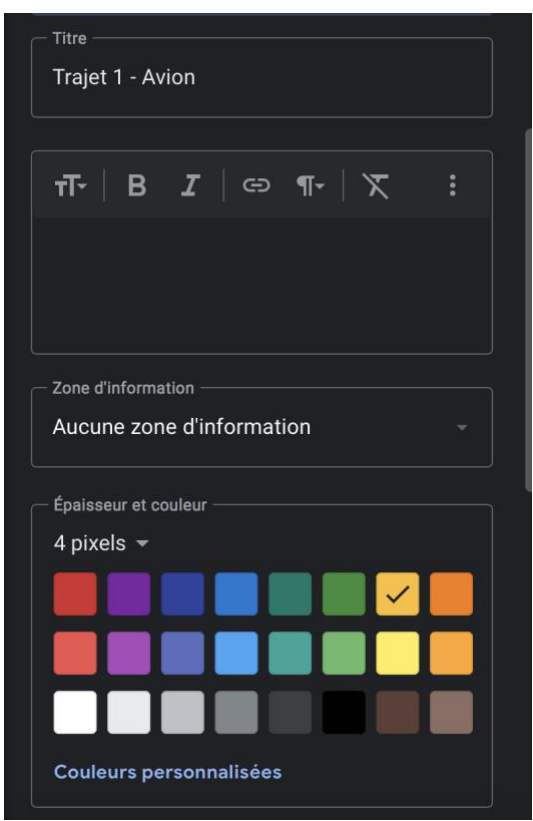 Titre
Trajet 1 - Avion
B I
Zone d'information
Aucune zone d'information
Épaisseur et couleur
4 pixels
Couleurs personnalisées